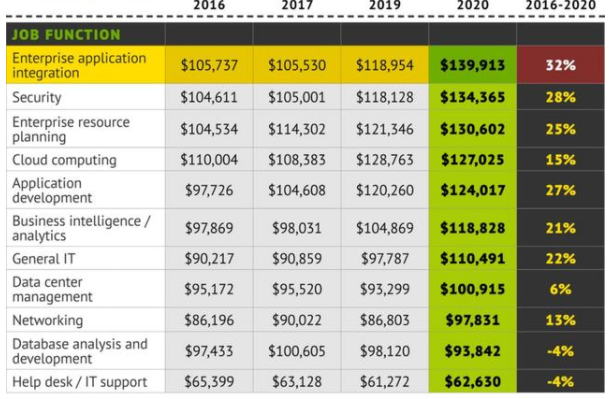 2016 2017 2019 2020 2016-2020
JOB FUNCTION
Enterprise application
integration $105,737 $105,530 $118,954 $139,913 32%
Security $104,611 $105,001 $118,128 $134,365 28%
Enterprise resource
planning $104,534 $114,302 $121,346 $130,602 25%
Cloud computing $110,004 $108,383 $128,763 $127,025 15%
Application
development $97,726 $104,608 $120,260 $124,017 27%
Business intelligence /
analytics $97,869 $98,031 $104,869 $118,828 21%
General IT $90,217 $90,859 $97,787 $110,491 22%
Data center
management $95,172 $95,520 $93,299 $100,915 6%
Networking $86,196 $90,022 $86,803 $97,831 13%
Database analysis and
development $97,433 $100,605 $98,120 $93,842 -4%
Help desk / IT support $65,399 $63,128 $61,272 $62,630 -4%